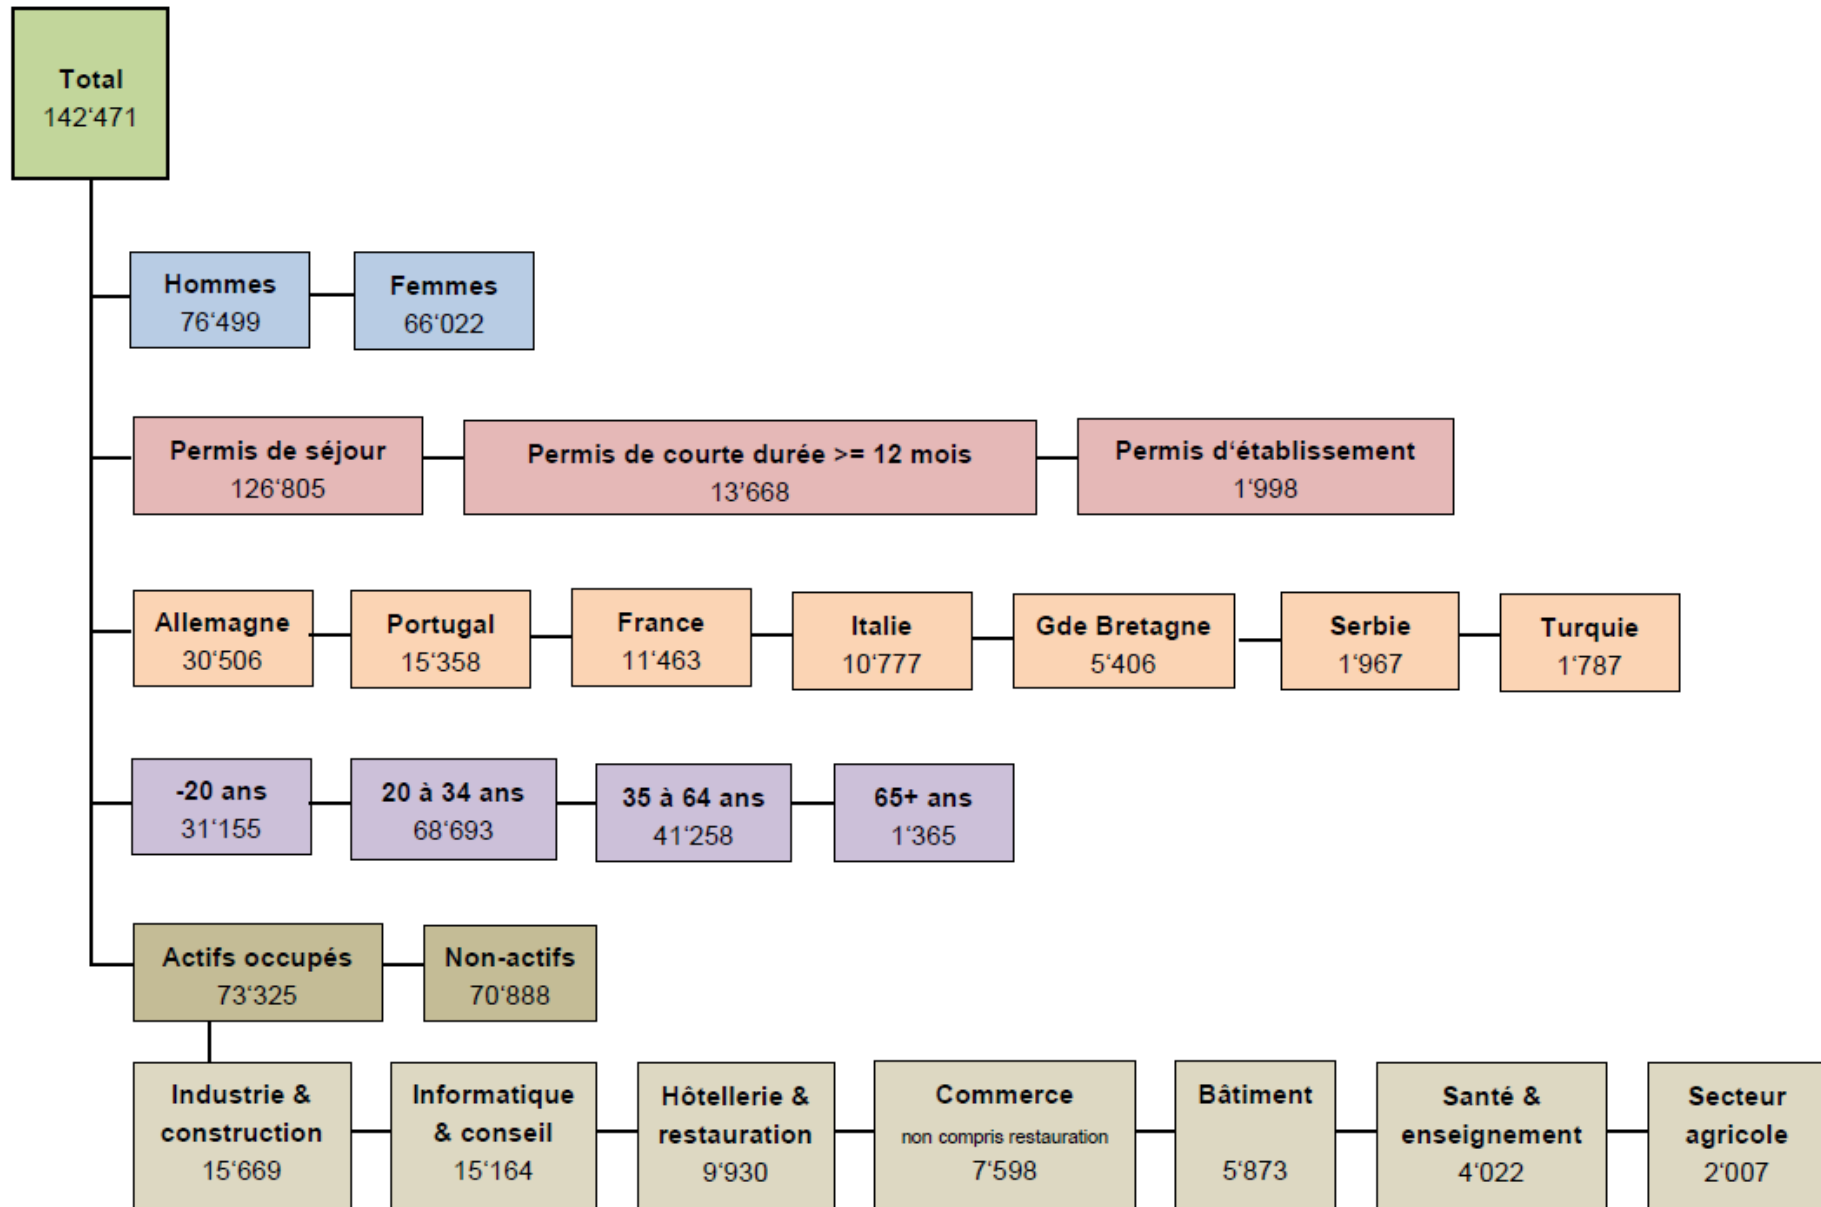 Total
142‘471
Hommes
76‘499
Femmes
66‘022
Permis de séjour
126‘805
Permis de courte durée >= 12 mois
13’668
Permis d‘établissement
1‘998
Allemagne
30‘506
Portugal
15‘358
France
11‘463
Italie
10‘777
Gde Bretagne
5‘406
Serbie
1‘967
Turquie
1‘787
-20 ans
31‘155
20 à 34 ans
68‘693
35 à 64 ans
41‘258
65+ ans
1‘365
Actifs occupés
73‘325
Non-actifs
70‘888
Industrie &
construction
15‘669
Informatique
& conseil
15‘164
Hôtellerie &
restauration
9‘930
Commerce
non compris restauration
7‘598
Bâtiment
5‘873
Santé &
enseignement
4‘022
Secteur
agricole
2‘007